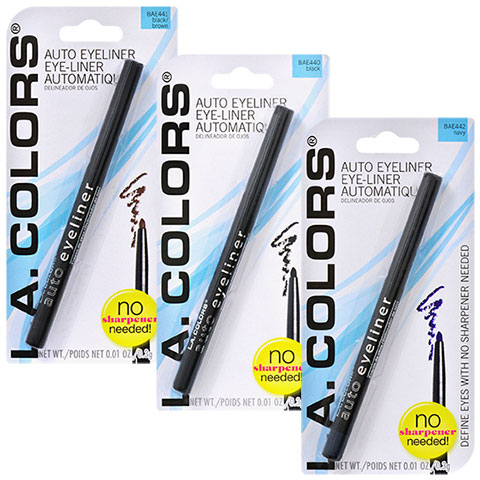 BAE441
black/
brown
AUTO EYELINER
EYE-LINER
AUTOMATIQU
DELINEADOR DE OJOS
L.A. COLORS®
auto eyeliner
no
sharpener
needed!
NET WT./POIDS NET 0.01 OZ/0.3g
BAE440
black
AUTO EYELINER
EYE-LINER
AUTOMATIQU
DELINEADOR DE OJOS
L.A. COLORS®
L.A. COLORS®
auto eyeliner
no
sharpener
needed!
NET WT./POIDS NET 0.01 OZ
BAE442
navy
AUTO EYELINER
EYE-LINER
AUTOMATIQU
DELINEADOR DE OJOS
L.A. COLORS®
auto eyeliner
DEFINE EYES WITH NO SHARPENER NEEDED
no
sharpener
needed!
NET WT./POIDS NET 0.01 OZ